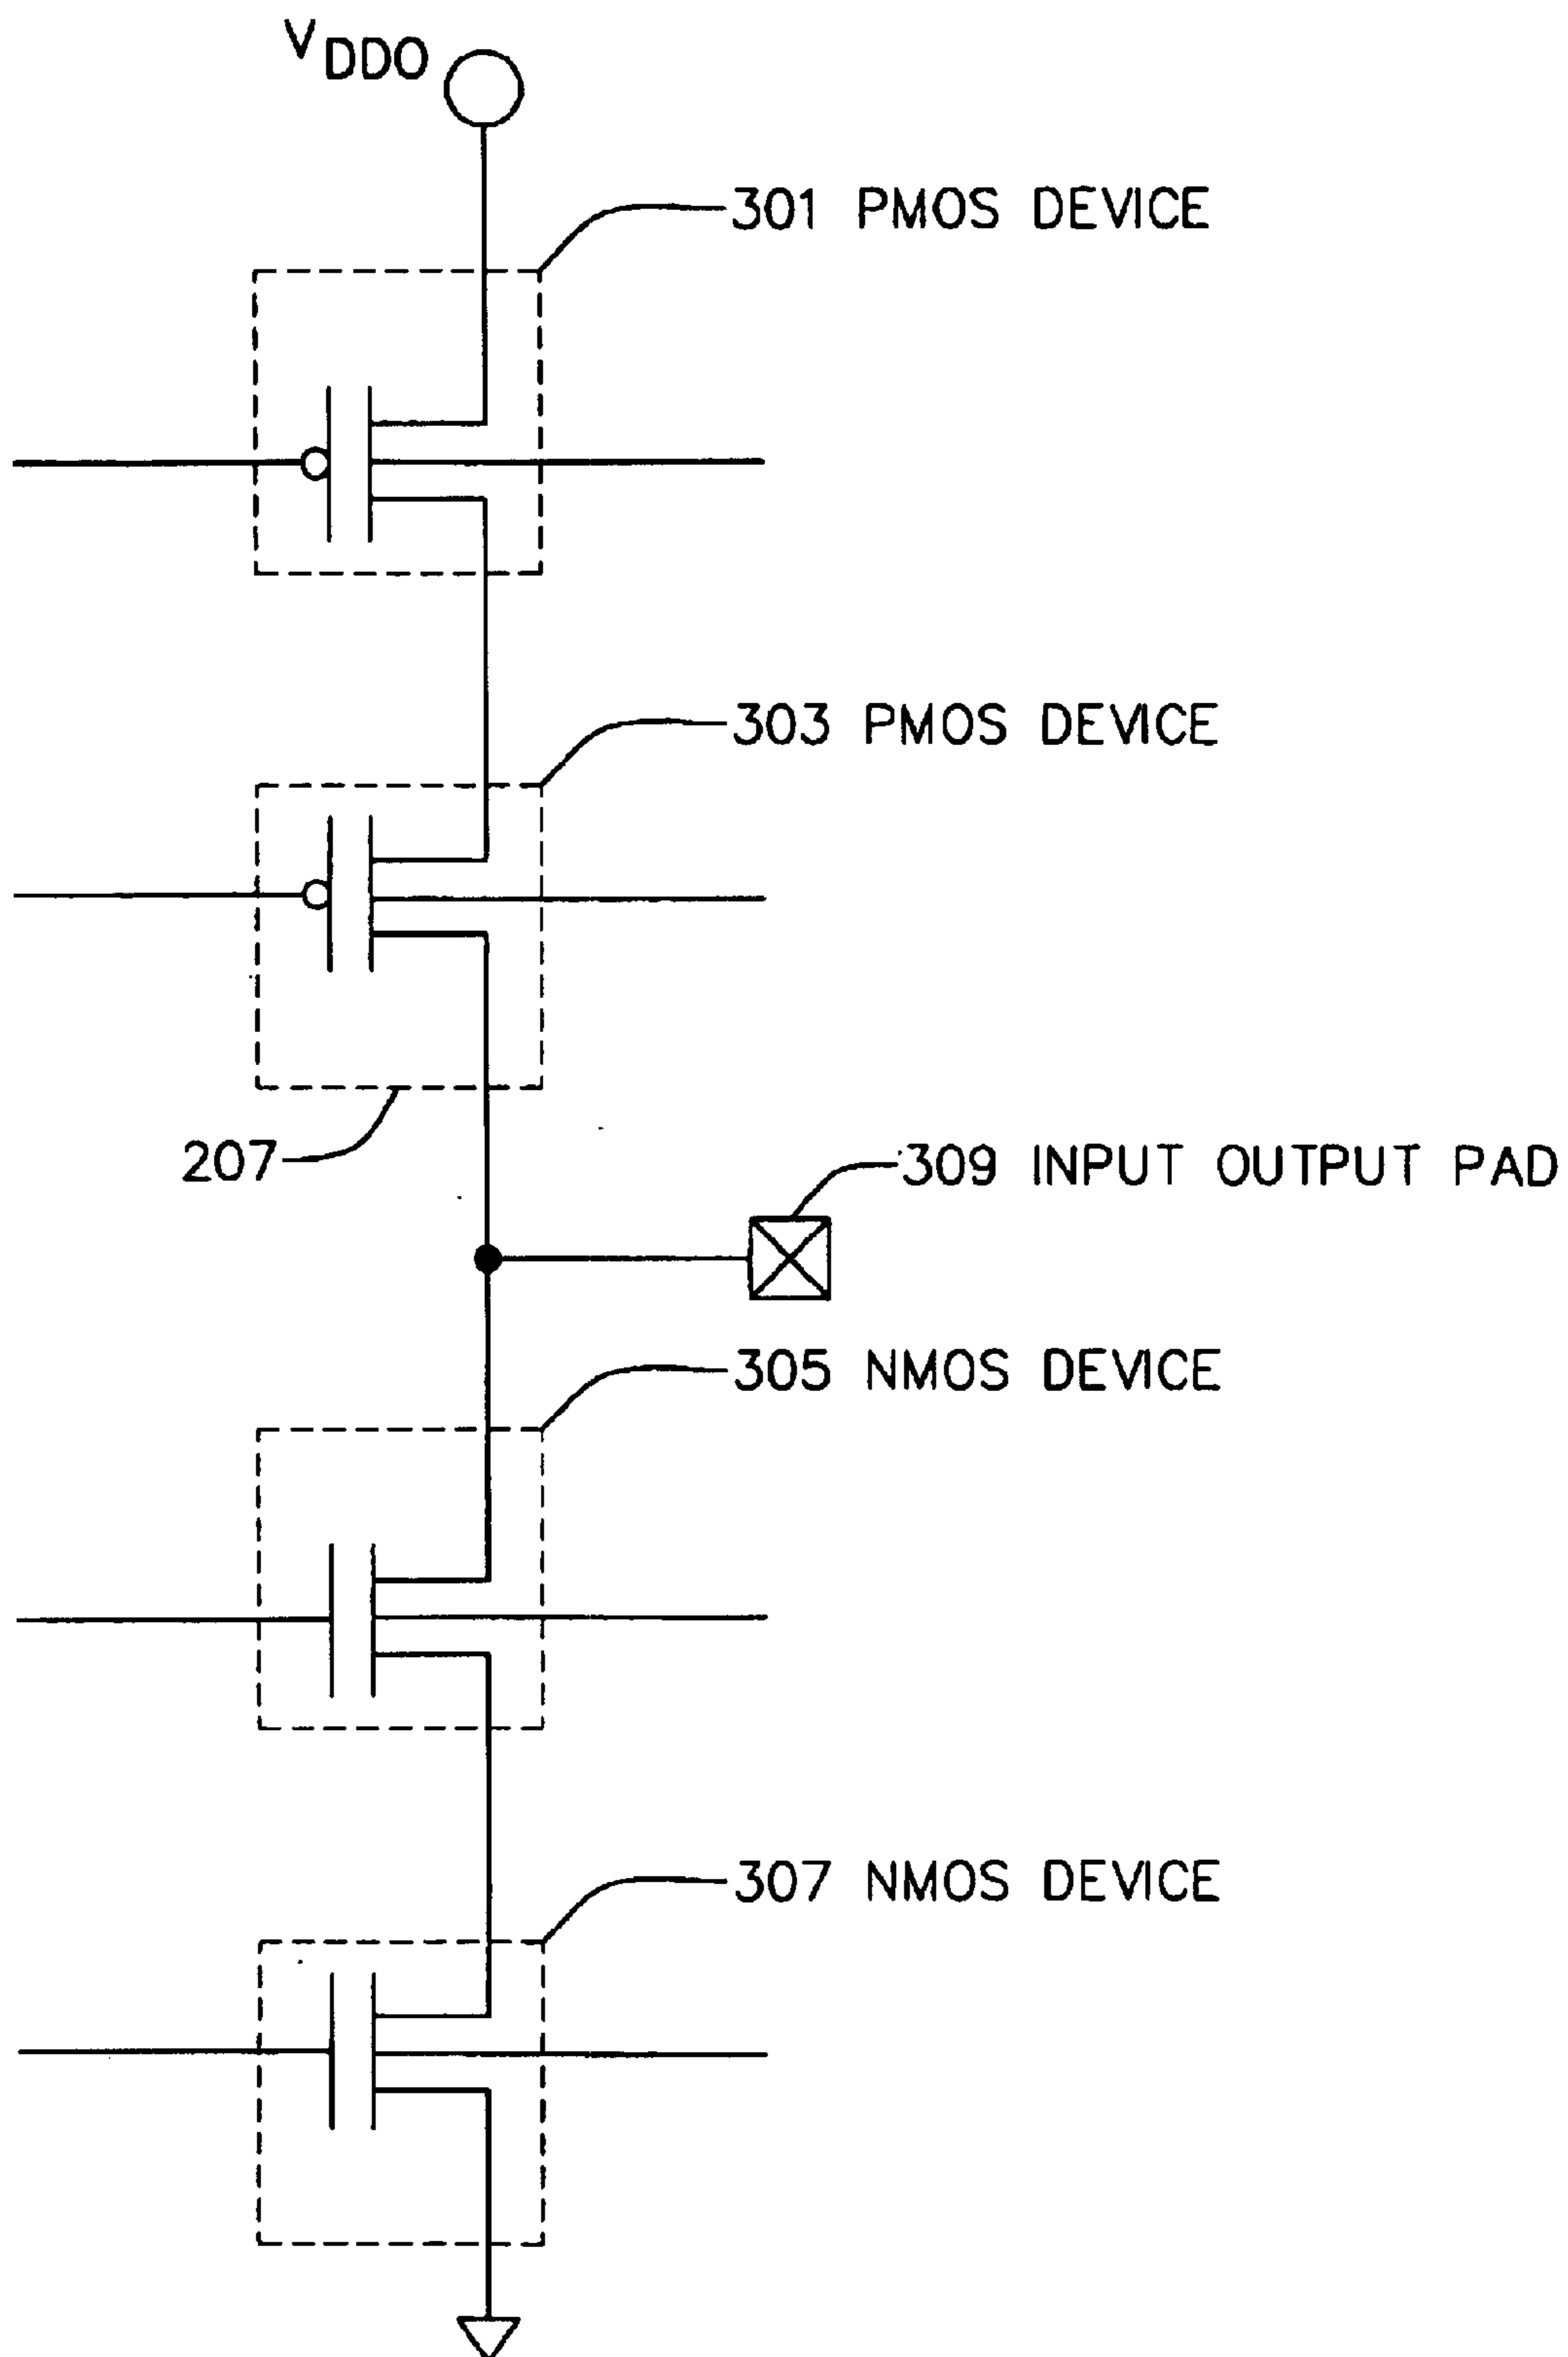 VDDO
301 PMOS DEVICE
303 PMOS DEVICE
207
309 INPUT OUTPUT PAD
305 NMOS DEVICE
307 NMOS DEVICE